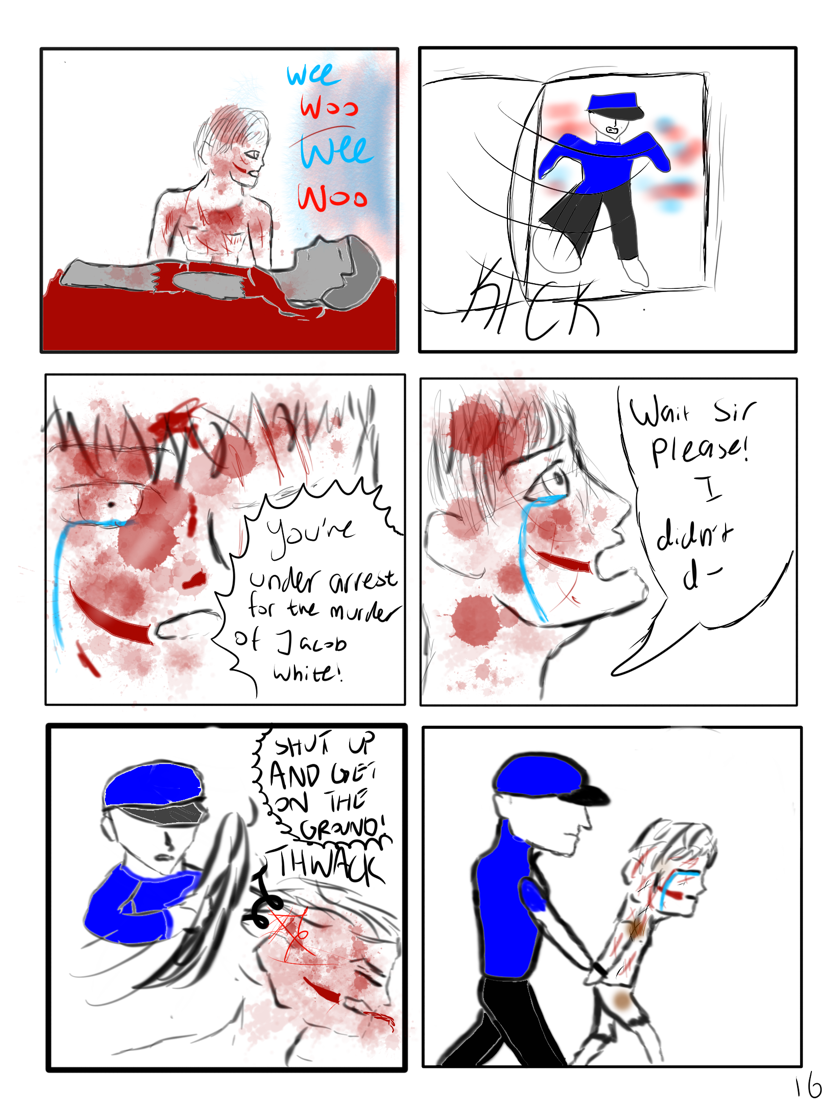 Wee
Woo
Wee
Woo
KICK
You're
under arrest
for the murder
of Jacob
White!
Wait sir
please!
I
didn't
d-
SHUT UP
AND GET
ON THE
GROUND!
THWACK
16